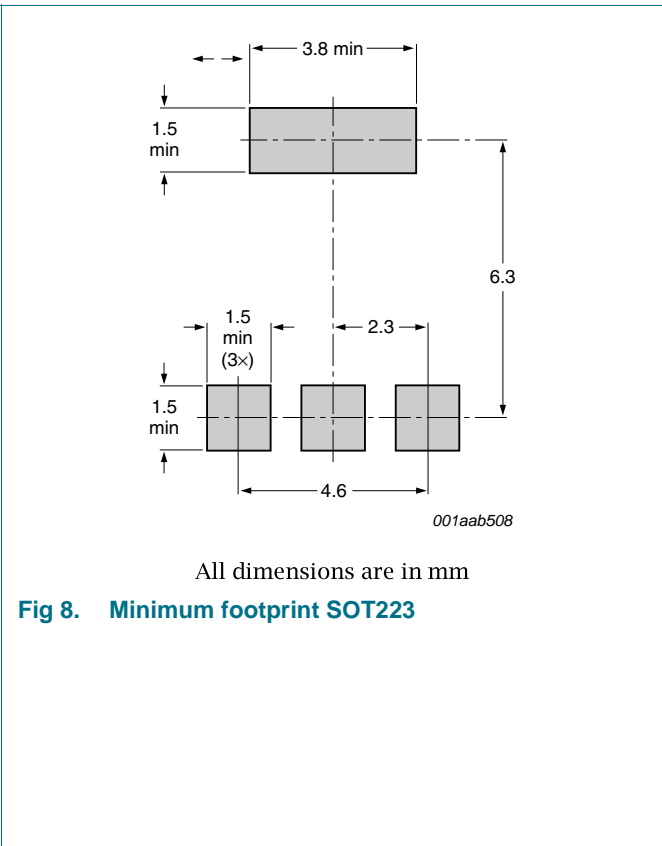 3.8 min
1.5
min
6.3
1.5
min
(3×)
2.3
1.5
min
4.6
001aab508
All dimensions are in mm
Fig 8. Minimum footprint SOT223